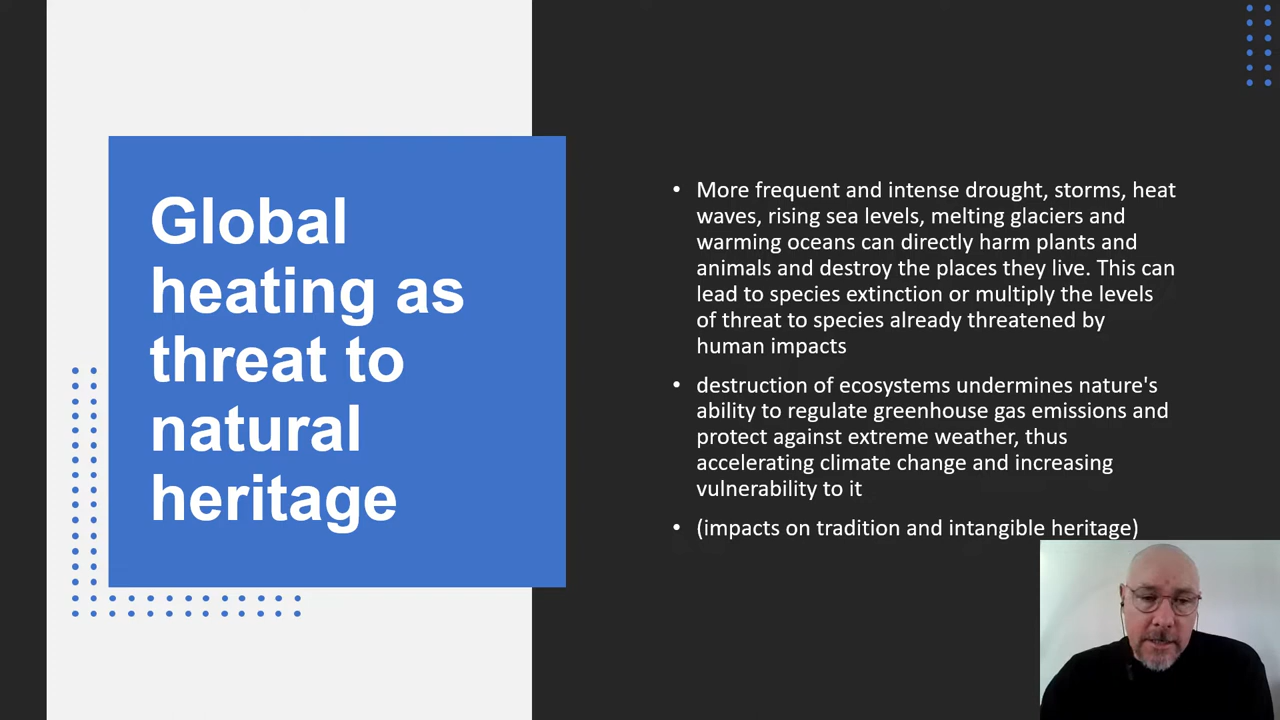 Global
heating as
threat to
natural
heritage
• More frequent and intense drought, storms, heat
waves, rising sea levels, melting glaciers and
warming oceans can directly harm plants and
animals and destroy the places they live. This can
lead to species extinction or multiply the levels
of threat to species already threatened by
human impacts
• destruction of ecosystems undermines nature's
ability to regulate greenhouse gas emissions and
protect against extreme weather, thus
accelerating climate change and increasing
vulnerability to it
• (impacts on tradition and intangible heritage)